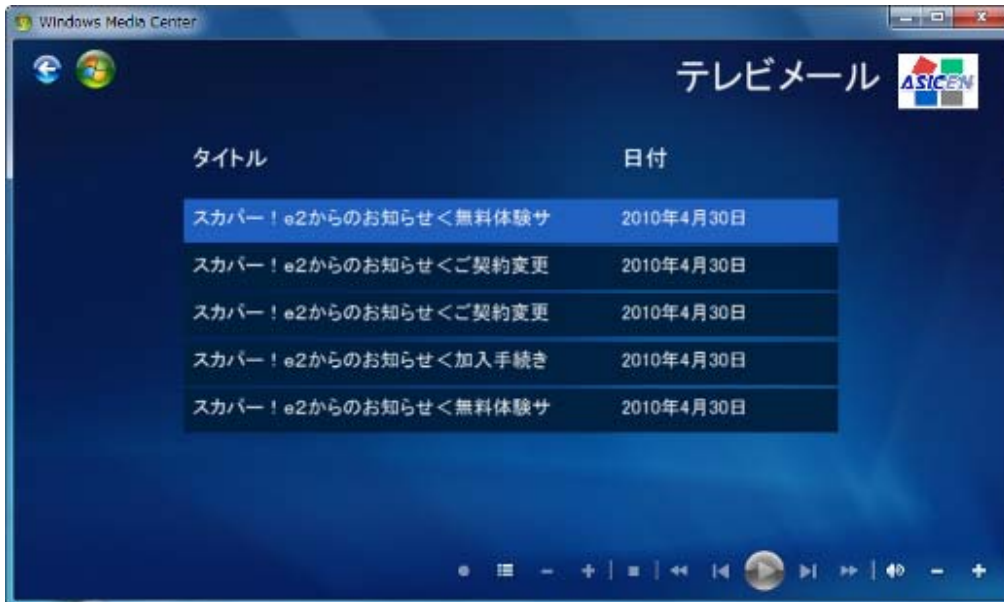 Windows Media Center
テレビメール ASICEN
タイトル 日付
スカパー！e2からのお知らせ＜無料体験サ 2010年4月30日
スカパー！e2からのお知らせ＜ご契約変更 2010年4月30日
スカパー！e2からのお知らせ＜ご契約変更 2010年4月30日
スカパー！e2からのお知らせ＜加入手続き 2010年4月30日
スカパー！e2からのお知らせ＜無料体験サ 2010年4月30日